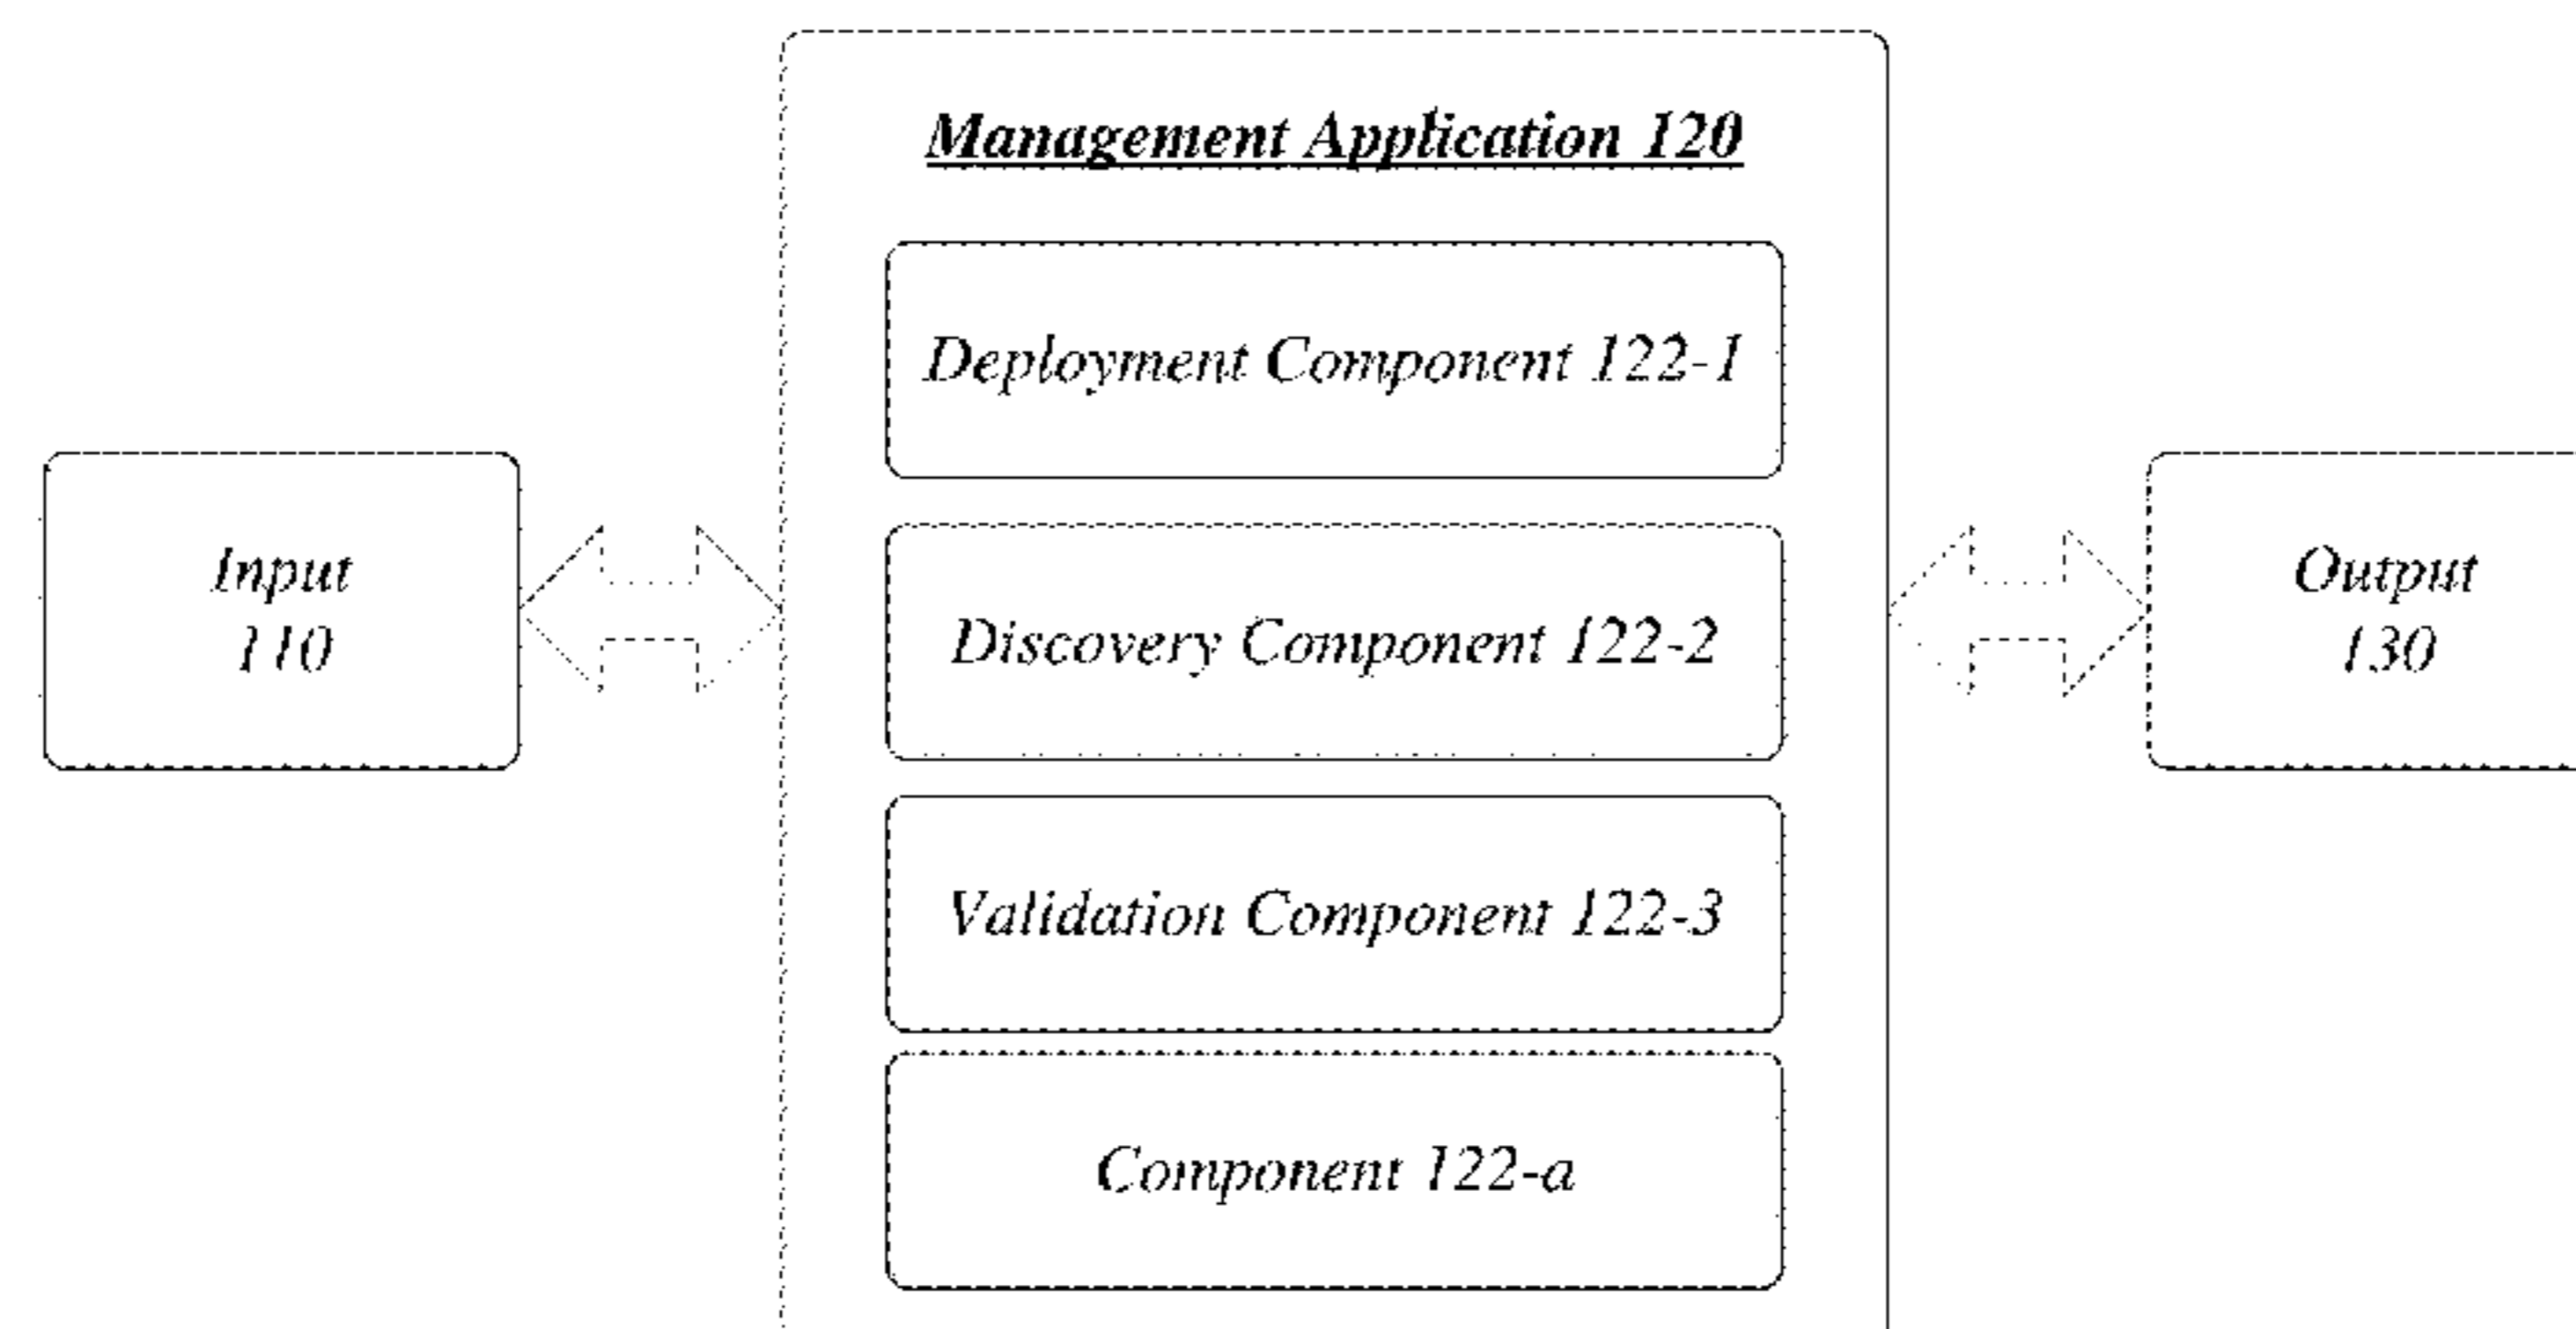 Management Application 120
Deployment Component 122-1
Input
110
Discovery Component 122-2
Output
130
Validation Component 122-3
Component 122-a